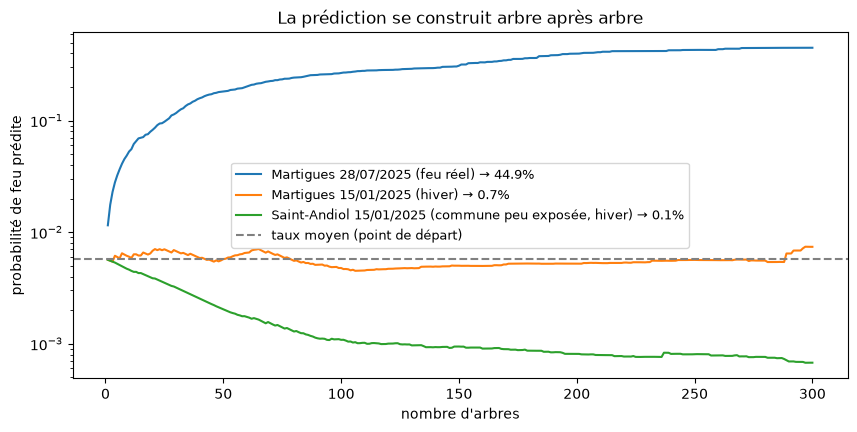 La prédiction se construit arbre après arbre
probabilité de feu prédite
10⁻¹
10⁻²
10⁻³
Martigues 28/07/2025 (feu réel) → 44.9%
Martigues 15/01/2025 (hiver) → 0.7%
Saint-Andiol 15/01/2025 (commune peu exposée, hiver) → 0.1%
taux moyen (point de départ)
0 50 100 150 200 250 300
nombre d'arbres